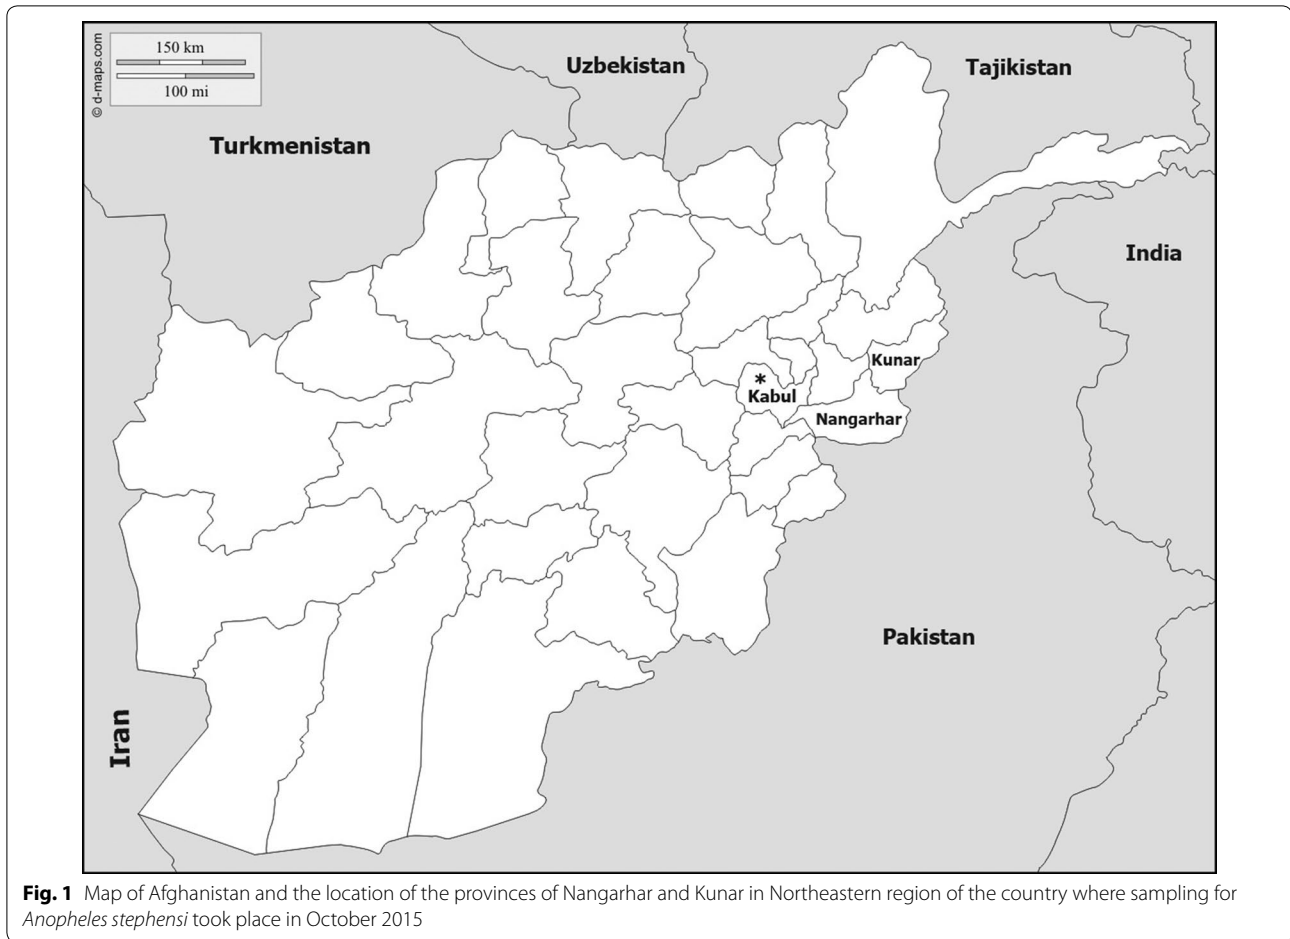 150 km
100 mi
© d-maps.com
Uzbekistan
Tajikistan
Turkmenistan
India
Kunar
*
Kabul
Nangarhar
Pakistan
Iran
Fig. 1 Map of Afghanistan and the location of the provinces of Nangarhar and Kunar in Northeastern region of the country where sampling for
Anopheles stephensi took place in October 2015